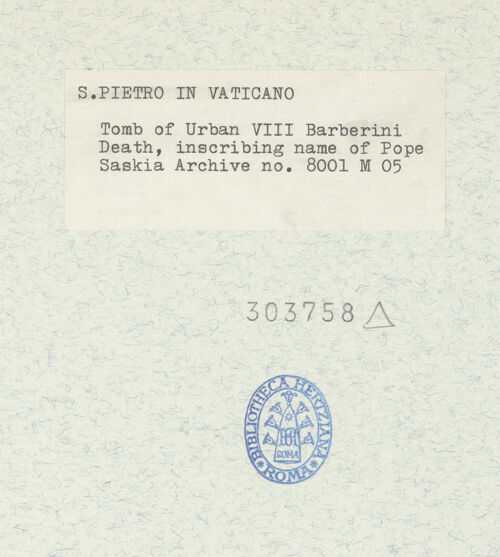 S.PIETRO IN VATICANO
Tomb of Urban VIII Barberini
Death, inscribing name of Pope
Saskia Archive no. 8001 M 05
303758
BIBLIOTHECA HERTZIANA
ROMA
ROMA